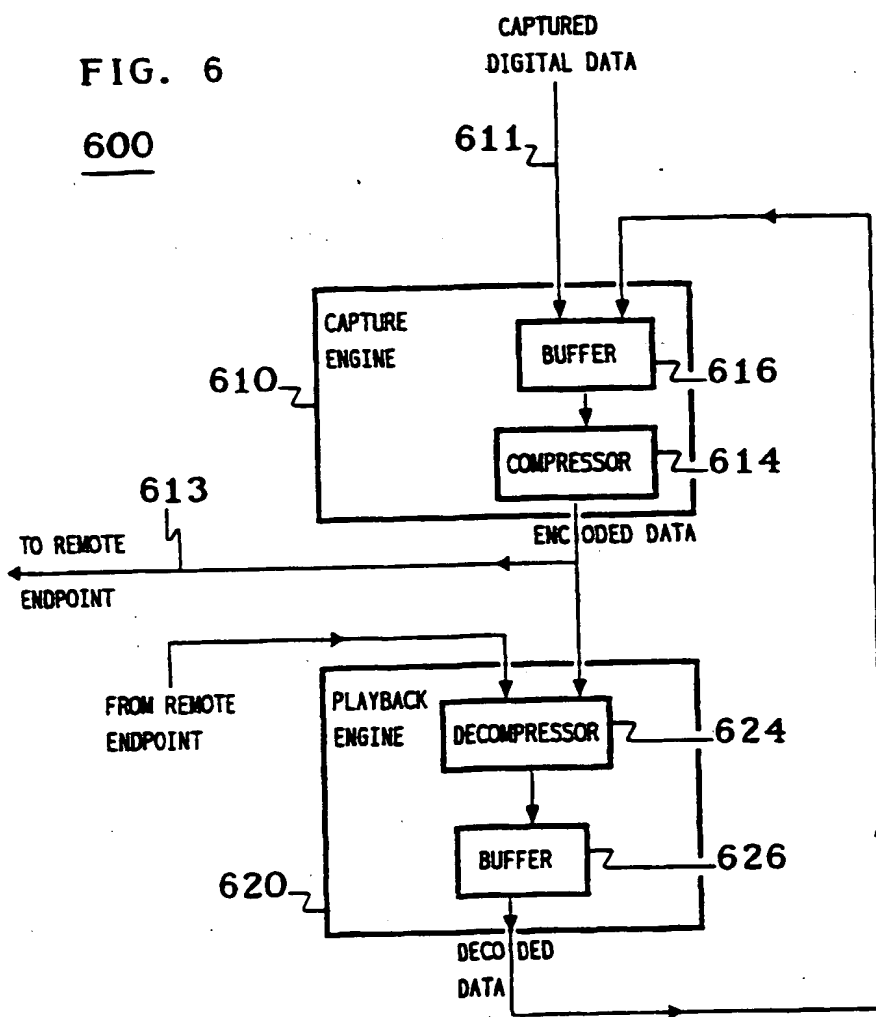 FIG. 6
600
CAPTURED
DIGITAL DATA
611
CAPTURE
ENGINE
BUFFER
616
610
COMPRESSOR
614
613
ENCODED DATA
TO REMOTE
ENDPOINT
FROM REMOTE
ENDPOINT
PLAYBACK
ENGINE
DECOMPRESSOR
624
BUFFER
626
620
DECODED
DATA